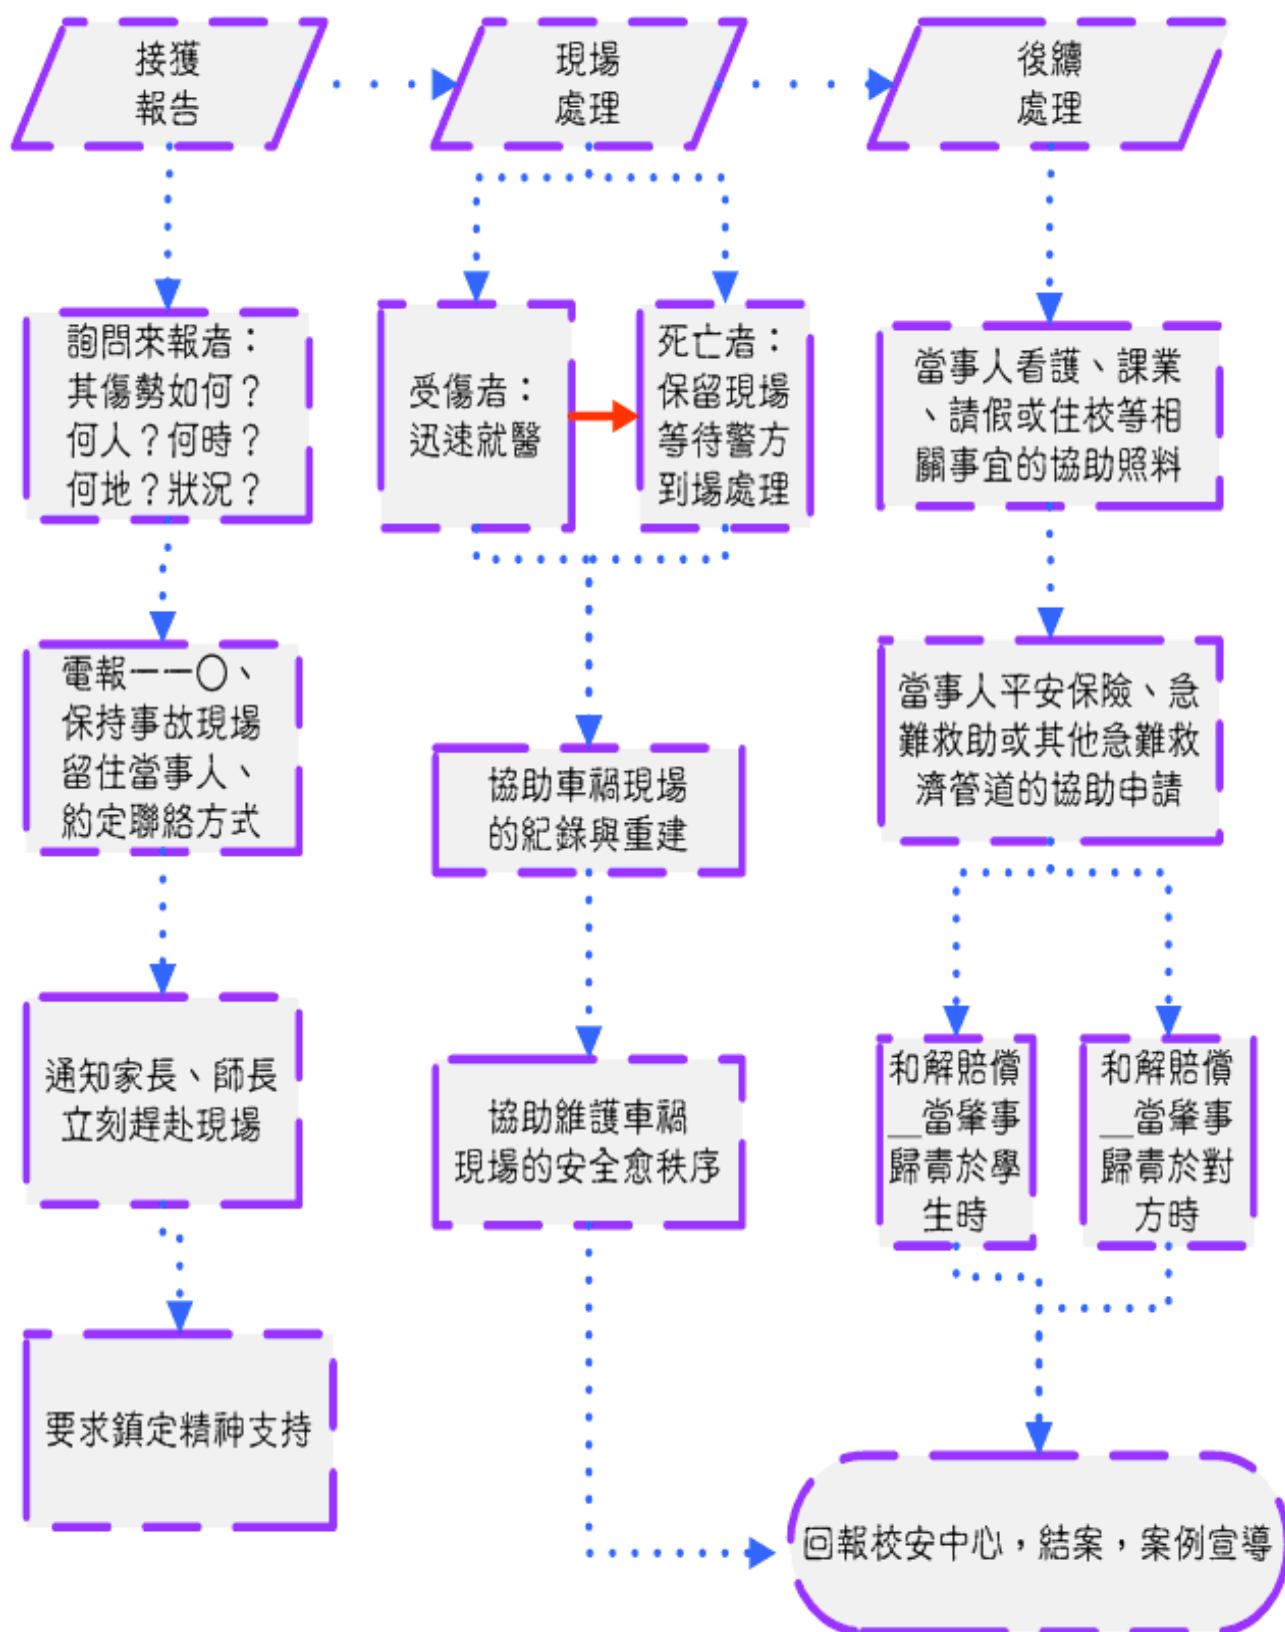 接獲
報告
詢問來報者：
其傷勢如何？
何人？何時？
何地？狀況？
電報一一〇、
保持事故現場
留住當事人、
約定聯絡方式
通知家長、師長
立刻趕赴現場
要求鎮定精神支持
現場
處理
受傷者：
迅速就醫
死亡者：
保留現場
等待警方
到場處理
協助車禍現場
的紀錄與重建
協助維護車禍
現場的安全愈秩序
後續
處理
當事人看護、課業
、請假或住校等相
關事宜的協助照料
當事人平安保險、急
難救助或其他急難救
濟管道的協助申請
和解賠償
__當肇事
歸責於學
生時
和解賠償
__當肇事
歸責於對
方時
回報校安中心，結案，案例宣導